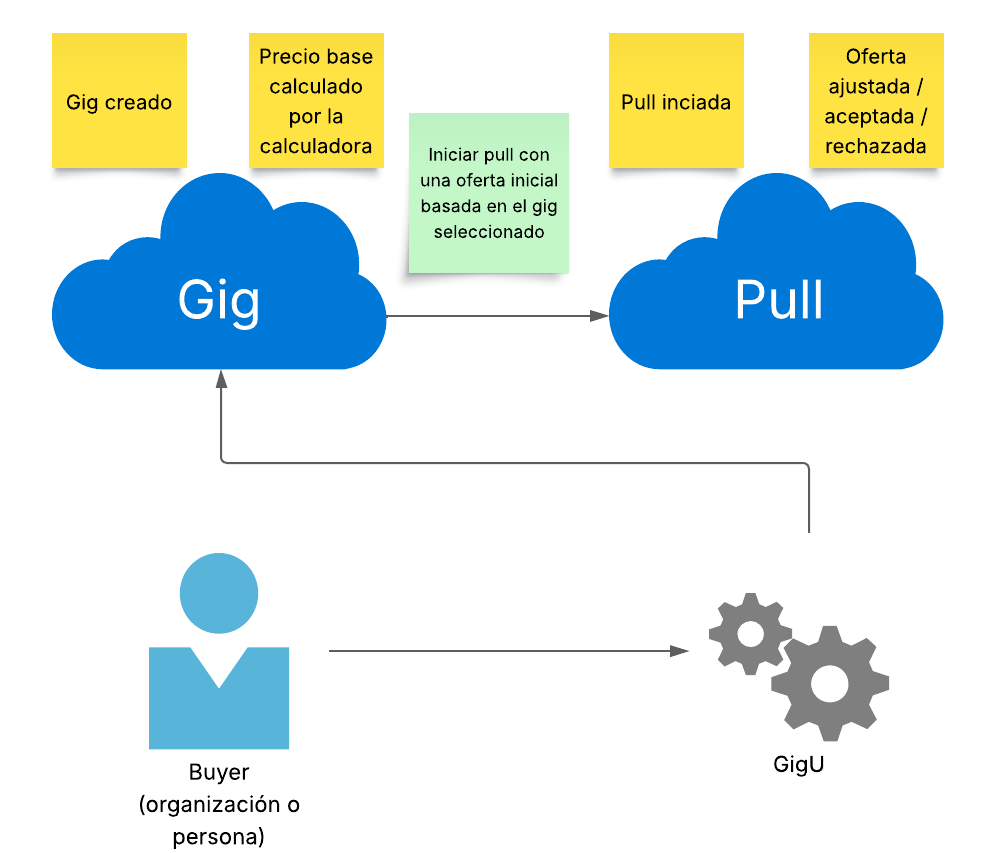 Gig creado
Precio base
calculado
por la
calculadora
Iniciar pull con
una oferta inicial
basada en el gig
seleccionado
Pull inciada
Oferta
ajustada /
aceptada /
rechazada
Gig
Pull
Buyer
(organización o
persona)
GigU